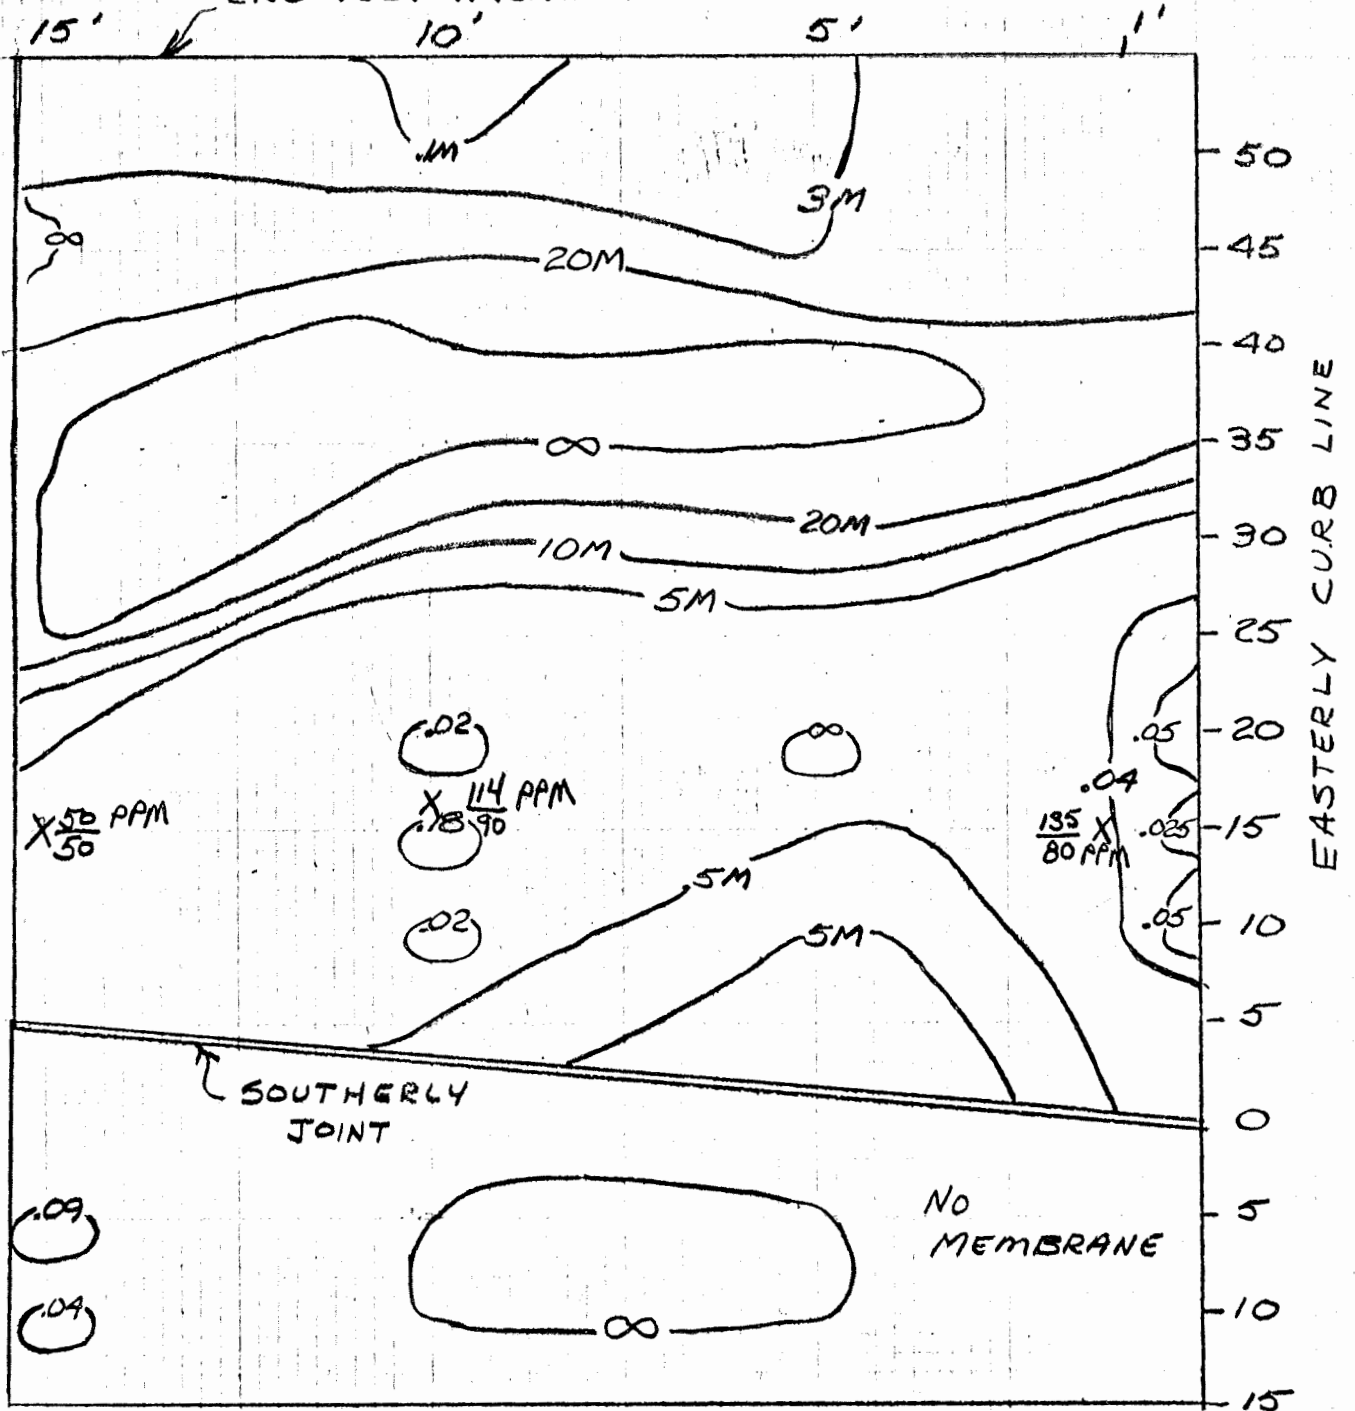 15' 10' 5' 1'
.1M
50
3M
∞
45
20M
40
35
∞
20M
30
10M
5M
25
EASTERLY CURB LINE
.02
∞
20
.05
.04
X 50/50 PPM
X 114/90 PPM
.18
135/80 PPM X
.025
15
5M
.02
.05
10
5M
5
SOUTHERLY
JOINT
0
.09
NO
MEMBRANE
5
.04
10
∞
15